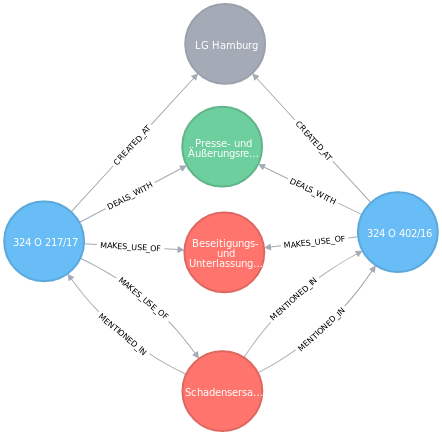 LG Hamburg
CREATED_AT
CREATED_AT
Presse- und
Äußerungsre...
DEALS_WITH
DEALS_WITH
324 O 217/17
324 O 402/16
MAKES_USE_OF
Beseitigungs-
und
Unterlassung...
MAKES_USE_OF
MAKES_USE_OF
MENTIONED_IN
MENTIONED_IN
MENTIONED_IN
Schadensersa...